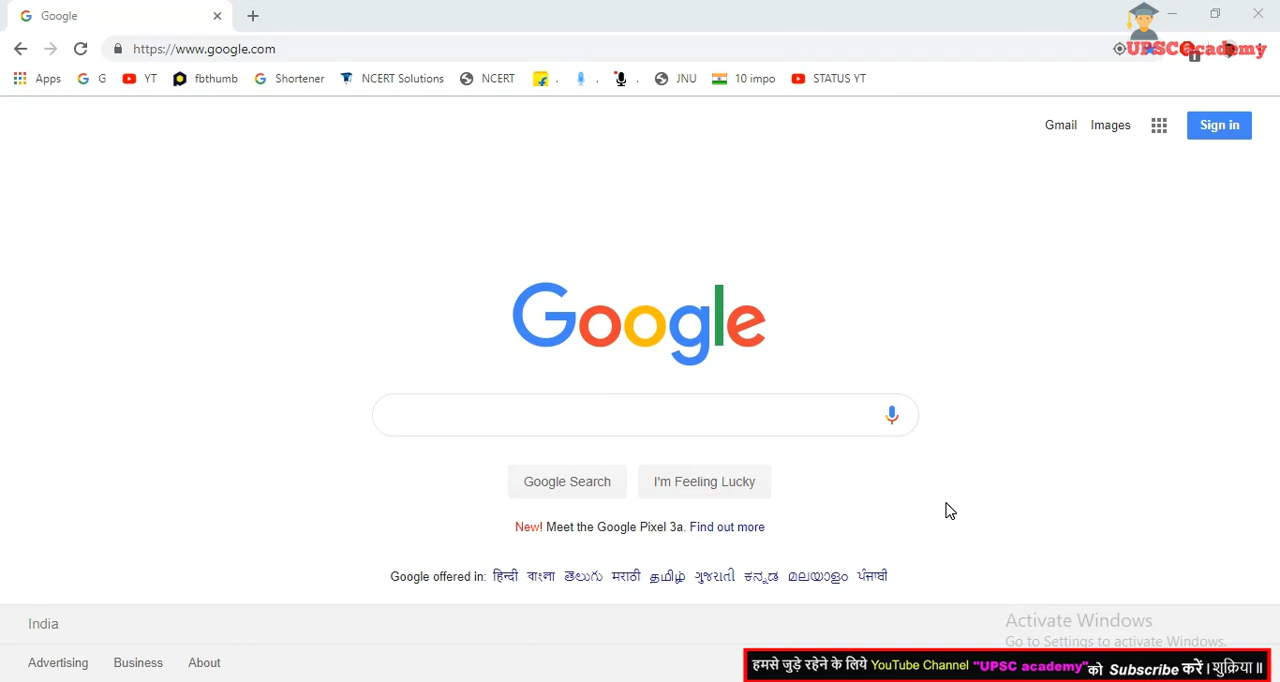 Google
https://www.google.com
UPSC academy
1
Apps G YT fbthumb Shortener NCERT Solutions NCERT . . . JNU 10 impo STATUS YT
Gmail Images Sign in
Google
Google Search I'm Feeling Lucky
New! Meet the Google Pixel 3a. Find out more
Google offered in: हिन्दी বাংলা తెలుగు मराठी தமிழ் ગુજરાતી ಕನ್ನಡ മലയാളം ਪੰਜਾਬੀ
India
Activate Windows
Go to Settings to activate Windows.
Advertising Business About
हमसे जुड़े रहेने के लिये YouTube Channel "UPSC academy" को Subscribe करें । शुक्रिया ॥